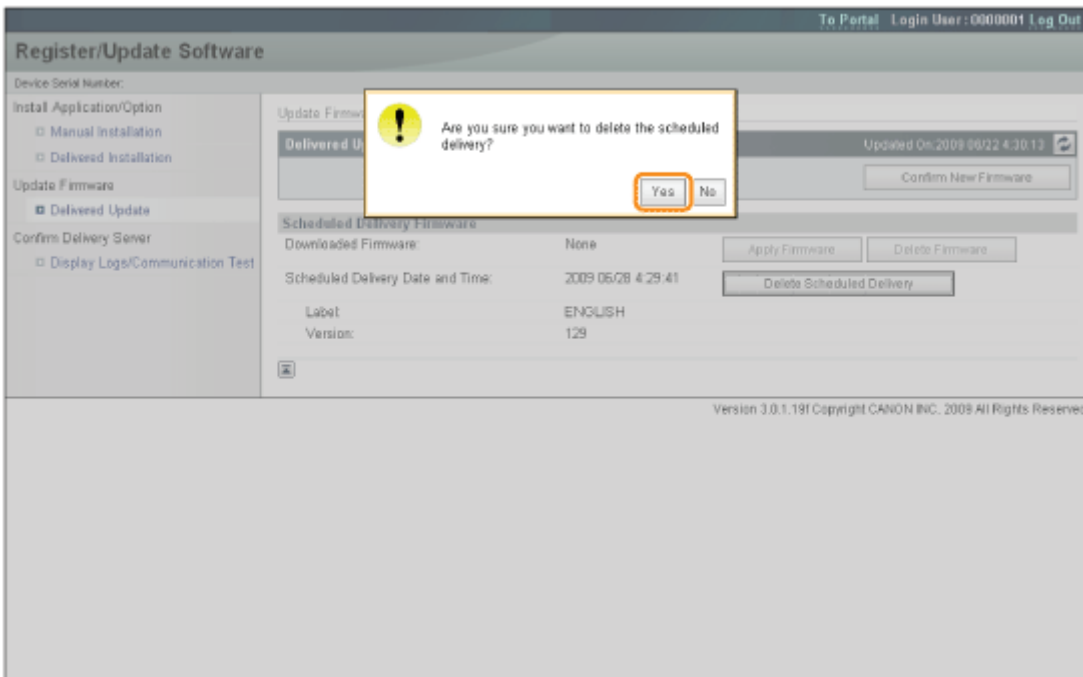 To Portal Login User : 0000001 Log Out
Register/Update Software
Device Serial Number:
Install Application/Option
Manual Installation
Delivered Installation
Update Firmware
Delivered Update
Confirm Delivery Server
Display Logs/Communication Test
Update Firmw
Delivered U
Updated On:2009 06/22 4:30:13
Confirm New Firmware
Are you sure you want to delete the scheduled
delivery?
Yes No
Scheduled Delivery Firmware
Downloaded Firmware: None Apply Firmware Delete Firmware
Scheduled Delivery Date and Time: 2009 06/28 4:29:41 Delete Scheduled Delivery
Label: ENGLISH
Version: 129
Version 3.0.1.19f Copyright CANON INC. 2009 All Rights Reserved